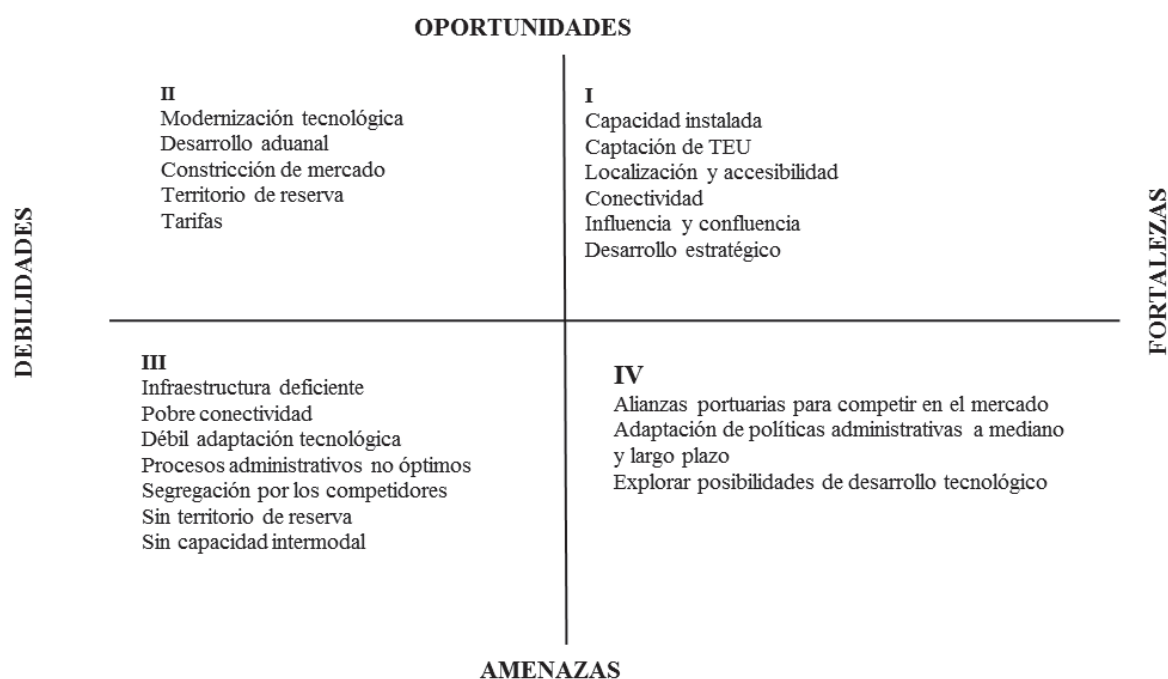 OPORTUNIDADES
II
Modernización tecnológica
Desarrollo aduanal
Constricción de mercado
Territorio de reserva
Tarifas
I
Capacidad instalada
Captación de TEU
Localización y accesibilidad
Conectividad
Influencia y confluencia
Desarrollo estratégico
DEBILIDADES
FORTALEZAS
III
Infraestructura deficiente
Pobre conectividad
Débil adaptación tecnológica
Procesos administrativos no óptimos
Segregación por los competidores
Sin territorio de reserva
Sin capacidad intermodal
IV
Alianzas portuarias para competir en el mercado
Adaptación de políticas administrativas a mediano
y largo plazo
Explorar posibilidades de desarrollo tecnológico
AMENAZAS